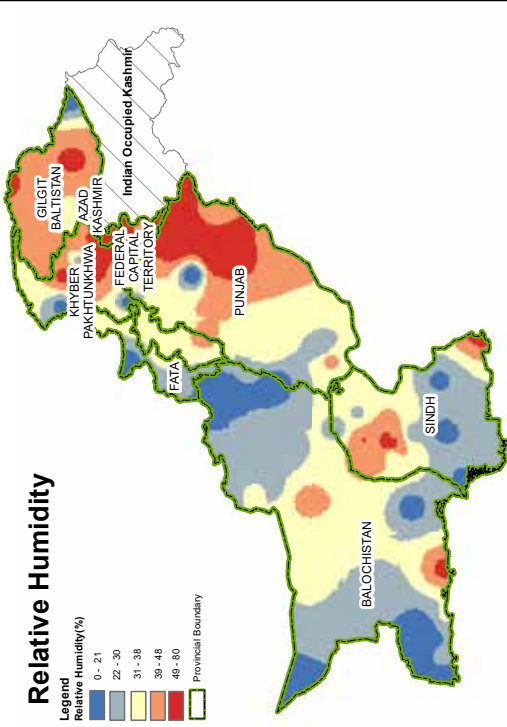 Relative Humidity
Legend
Relative Humidity(%)
0 - 21
22 - 30
31 - 38
39 - 48
49 - 80
Provincial Boundary
GILGIT
BALTISTAN
AZAD
KASHMIR
Indian Occupied Kashmir
KHYBER
PAKHTUNKHWA
FEDERAL
CAPITAL
TERRITORY
FATA
PUNJAB
BALOCHISTAN
SINDH